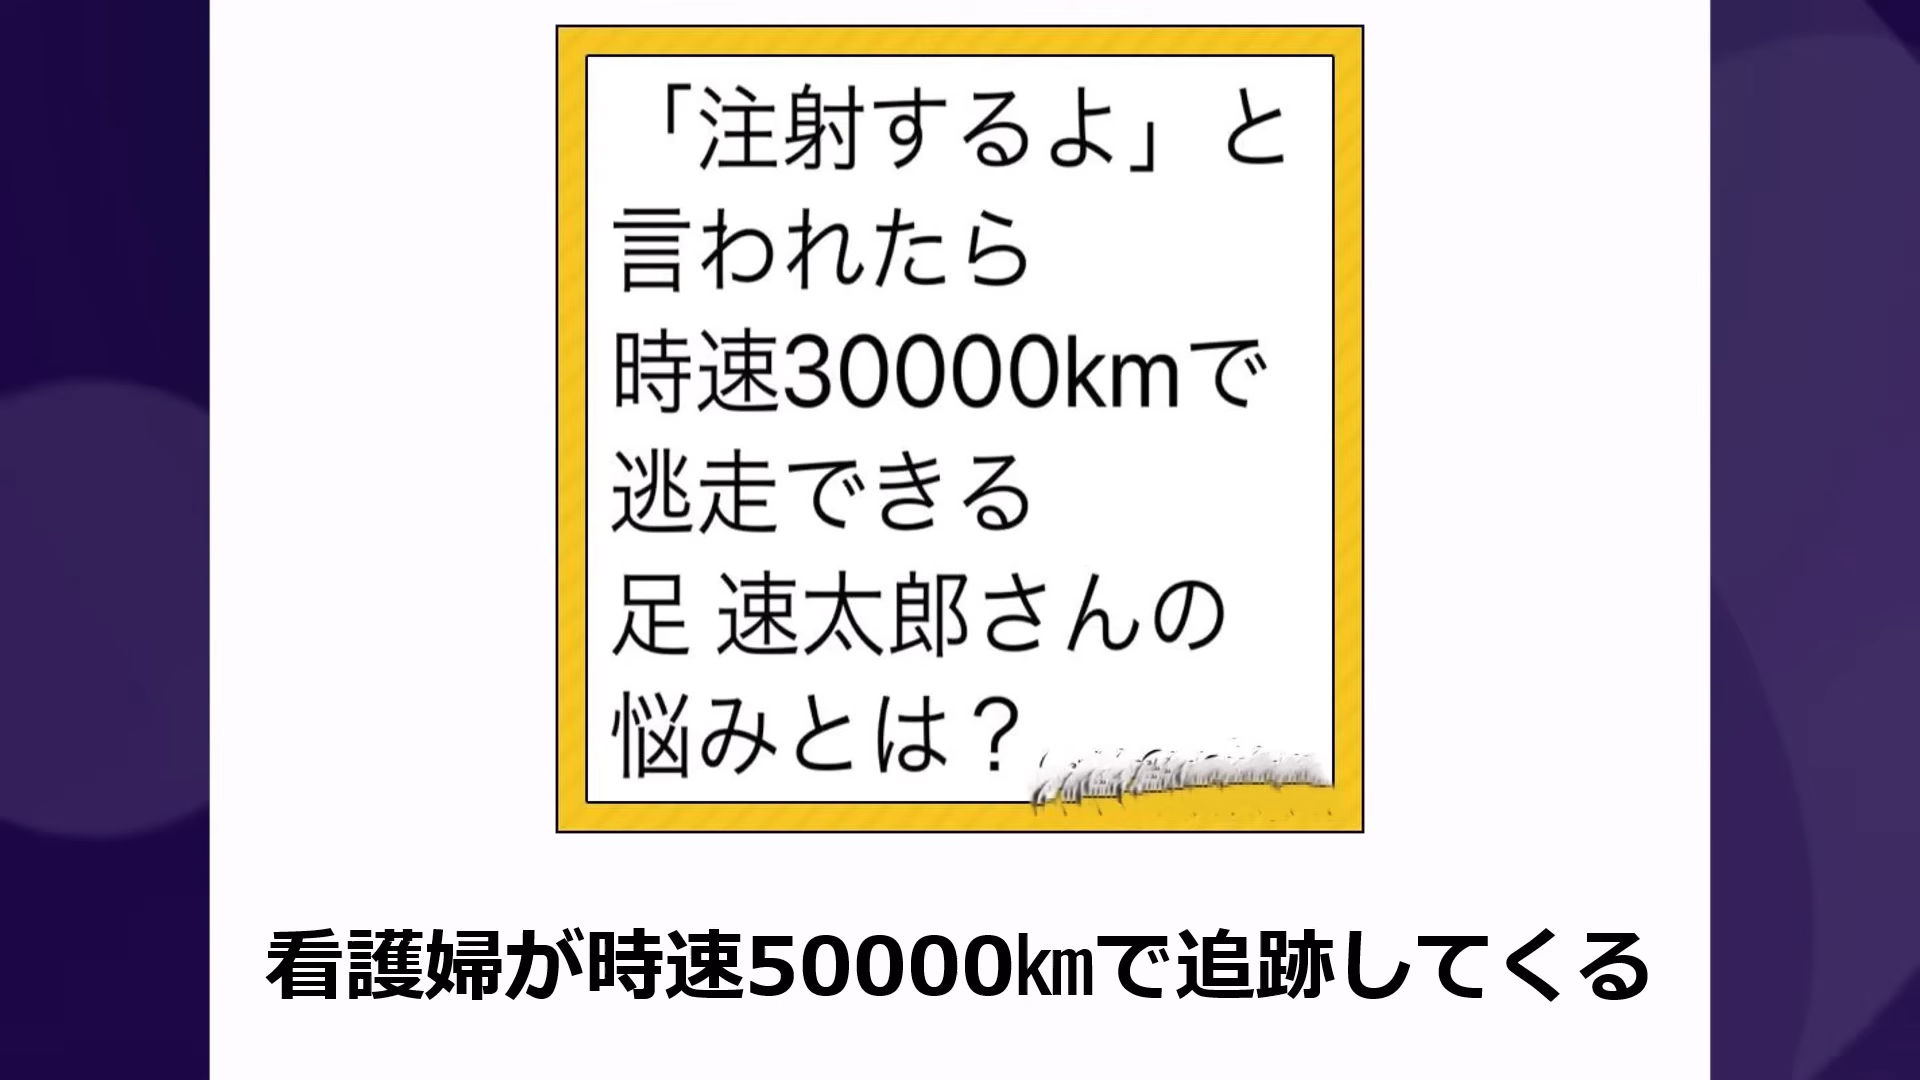 「注射するよ」と
言われたら
時速30000kmで
逃走できる
足 速太郎さんの
悩みとは？
看護婦が時速50000㎞で追跡してくる